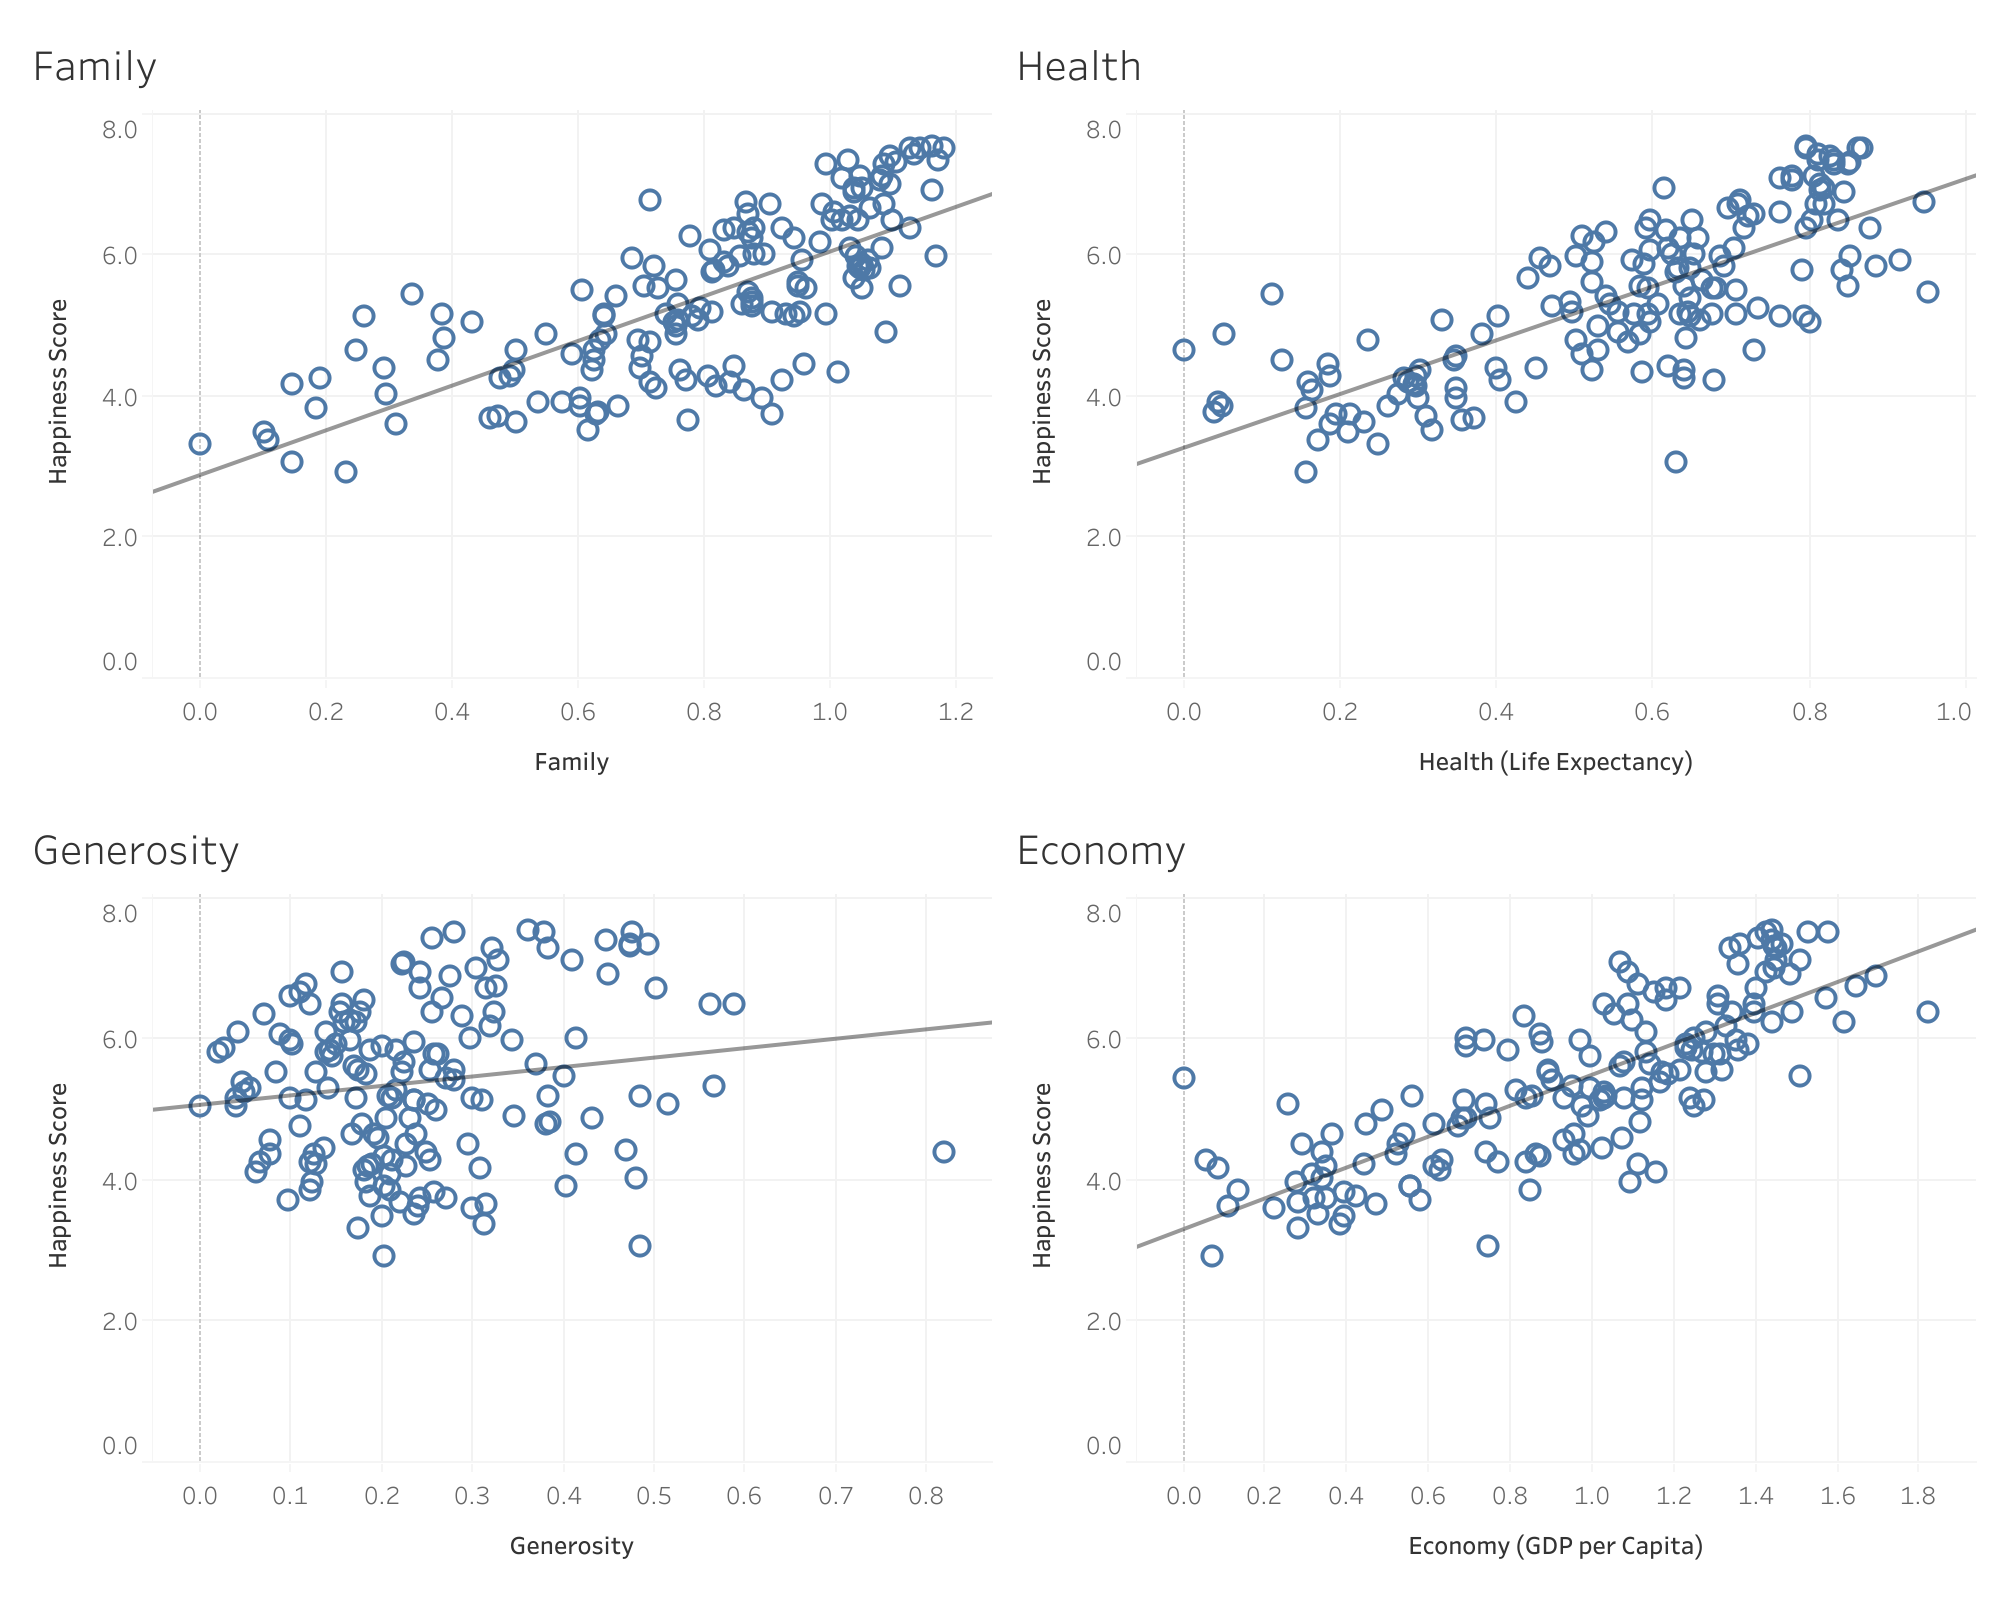 Family
Health
8.0
6.0
4.0
2.0
0.0
Happiness Score
0.0 0.2 0.4 0.6 0.8 1.0 1.2
Family
8.0
6.0
4.0
2.0
0.0
Happiness Score
0.0 0.2 0.4 0.6 0.8 1.0
Health (Life Expectancy)
Generosity
Economy
8.0
6.0
4.0
2.0
0.0
Happiness Score
0.0 0.1 0.2 0.3 0.4 0.5 0.6 0.7 0.8
Generosity
8.0
6.0
4.0
2.0
0.0
Happiness Score
0.0 0.2 0.4 0.6 0.8 1.0 1.2 1.4 1.6 1.8
Economy (GDP per Capita)